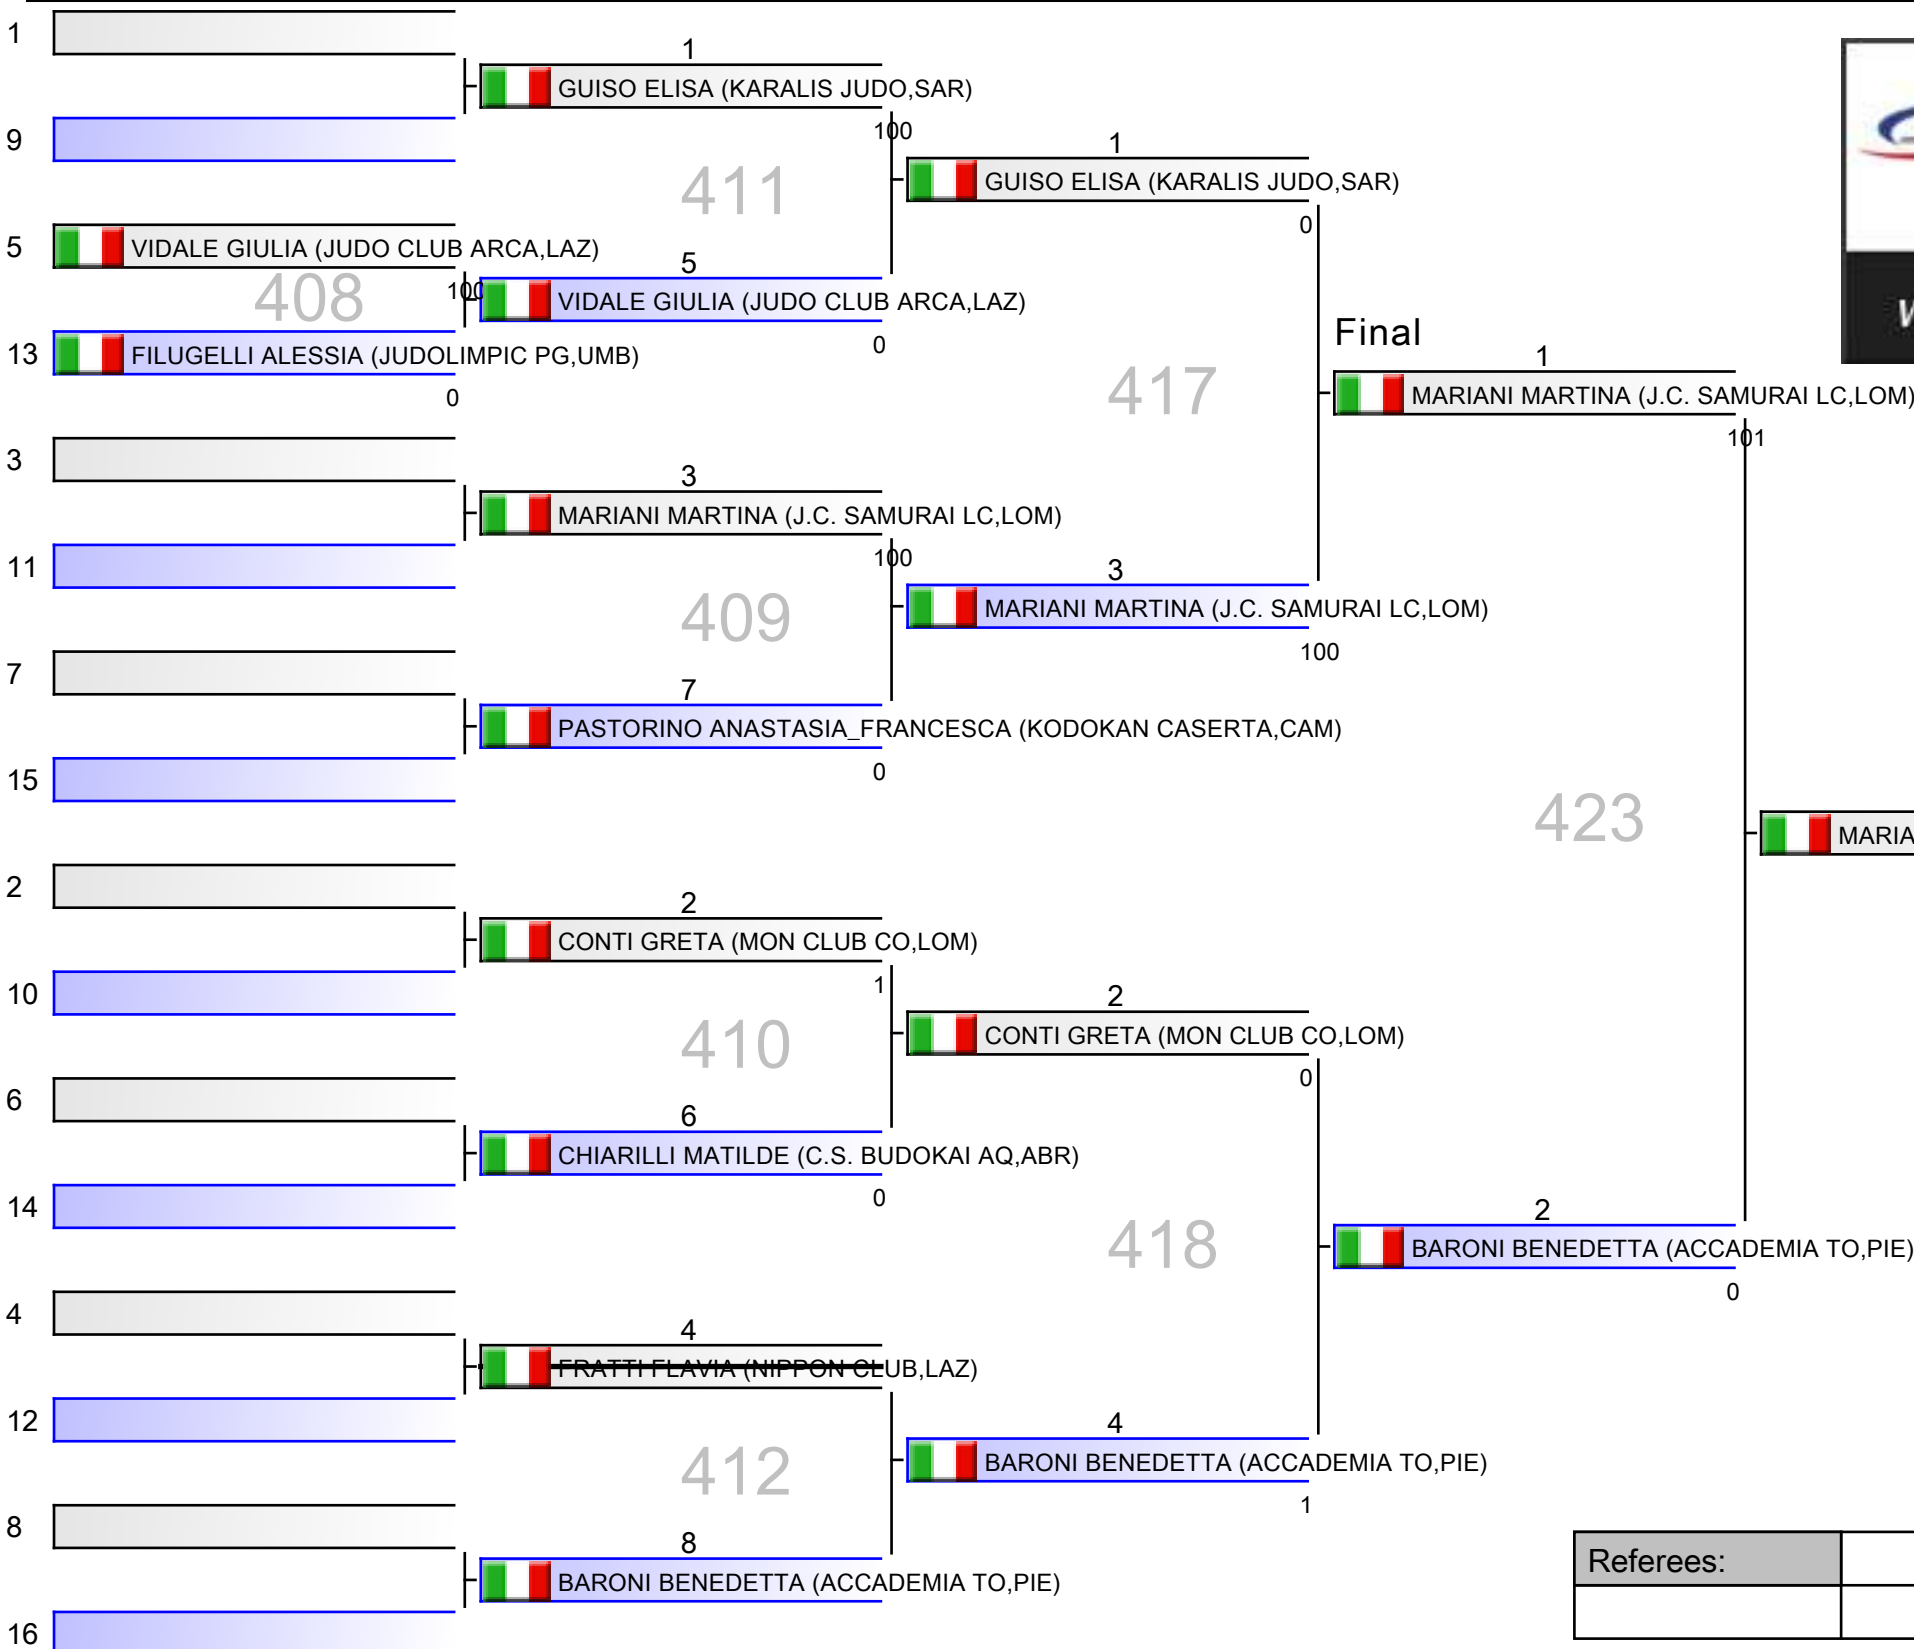 1
1
GUISO ELISA (KARALIS JUDO,SAR)
9
100
1
411
GUISO ELISA (KARALIS JUDO,SAR)
0
5
VIDALE GIULIA (JUDO CLUB ARCA,LAZ)
5
408
100
VIDALE GIULIA (JUDO CLUB ARCA,LAZ)
0
13
FILUGELLI ALESSIA (JUDOLIMPIC PG,UMB)
0
Final
417
1
MARIANI MARTINA (J.C. SAMURAI LC,LOM)
101
3
3
MARIANI MARTINA (J.C. SAMURAI LC,LOM)
100
11
409
3
MARIANI MARTINA (J.C. SAMURAI LC,LOM)
100
7
7
PASTORINO ANASTASIA_FRANCESCA (KODOKAN CASERTA,CAM)
0
15
423
MARIA
2
2
CONTI GRETA (MON CLUB CO,LOM)
1
10
410
2
CONTI GRETA (MON CLUB CO,LOM)
0
6
6
CHIARILLI MATILDE (C.S. BUDOKAI AQ,ABR)
0
14
418
2
BARONI BENEDETTA (ACCADEMIA TO,PIE)
0
4
4
FRATTI FLAVIA (NIPPON CLUB,LAZ)
12
412
4
BARONI BENEDETTA (ACCADEMIA TO,PIE)
1
8
8
BARONI BENEDETTA (ACCADEMIA TO,PIE)
16
Referees: